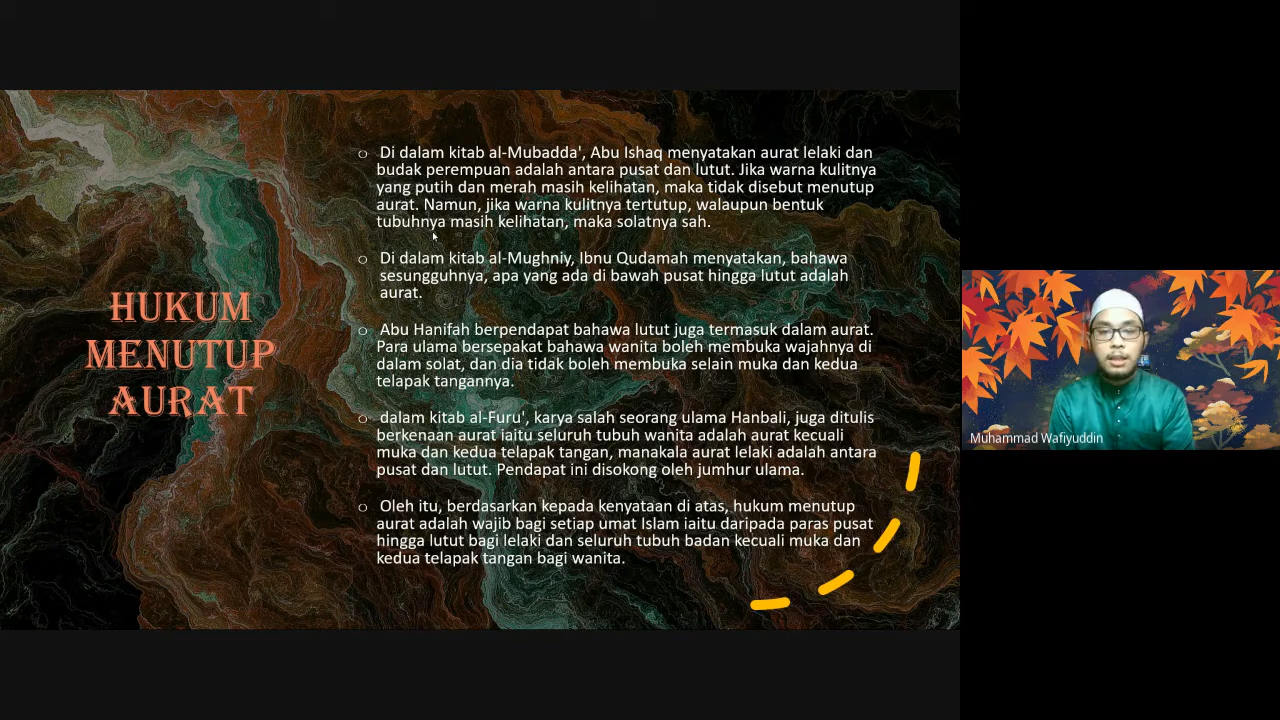 HUKUM
MENUTUP
AURAT
Di dalam kitab al-Mubadda', Abu Ishaq menyatakan aurat lelaki dan
budak perempuan adalah antara pusat dan lutut. Jika warna kulitnya
yang putih dan merah masih kelihatan, maka tidak disebut menutup
aurat. Namun, jika warna kulitnya tertutup, walaupun bentuk
tubuhnya masih kelihatan, maka solatnya sah.
Di dalam kitab al-Mughniy, Ibnu Qudamah menyatakan, bahawa
sesungguhnya, apa yang ada di bawah pusat hingga lutut adalah
aurat.
Abu Hanifah berpendapat bahawa lutut juga termasuk dalam aurat.
Para ulama bersepakat bahawa wanita boleh membuka wajahnya di
dalam solat, dan dia tidak boleh membuka selain muka dan kedua
telapak tangannya.
dalam kitab al-Furu', karya salah seorang ulama Hanbali, juga ditulis
berkenaan aurat iaitu seluruh tubuh wanita adalah aurat kecuali
muka dan kedua telapak tangan, manakala aurat lelaki adalah antara
pusat dan lutut. Pendapat ini disokong oleh jumhur ulama.
Oleh itu, berdasarkan kepada kenyataan di atas, hukum menutup
aurat adalah wajib bagi setiap umat Islam iaitu daripada paras pusat
hingga lutut bagi lelaki dan seluruh tubuh badan kecuali muka dan
kedua telapak tangan bagi wanita.
Muhammad Wafiyuddin